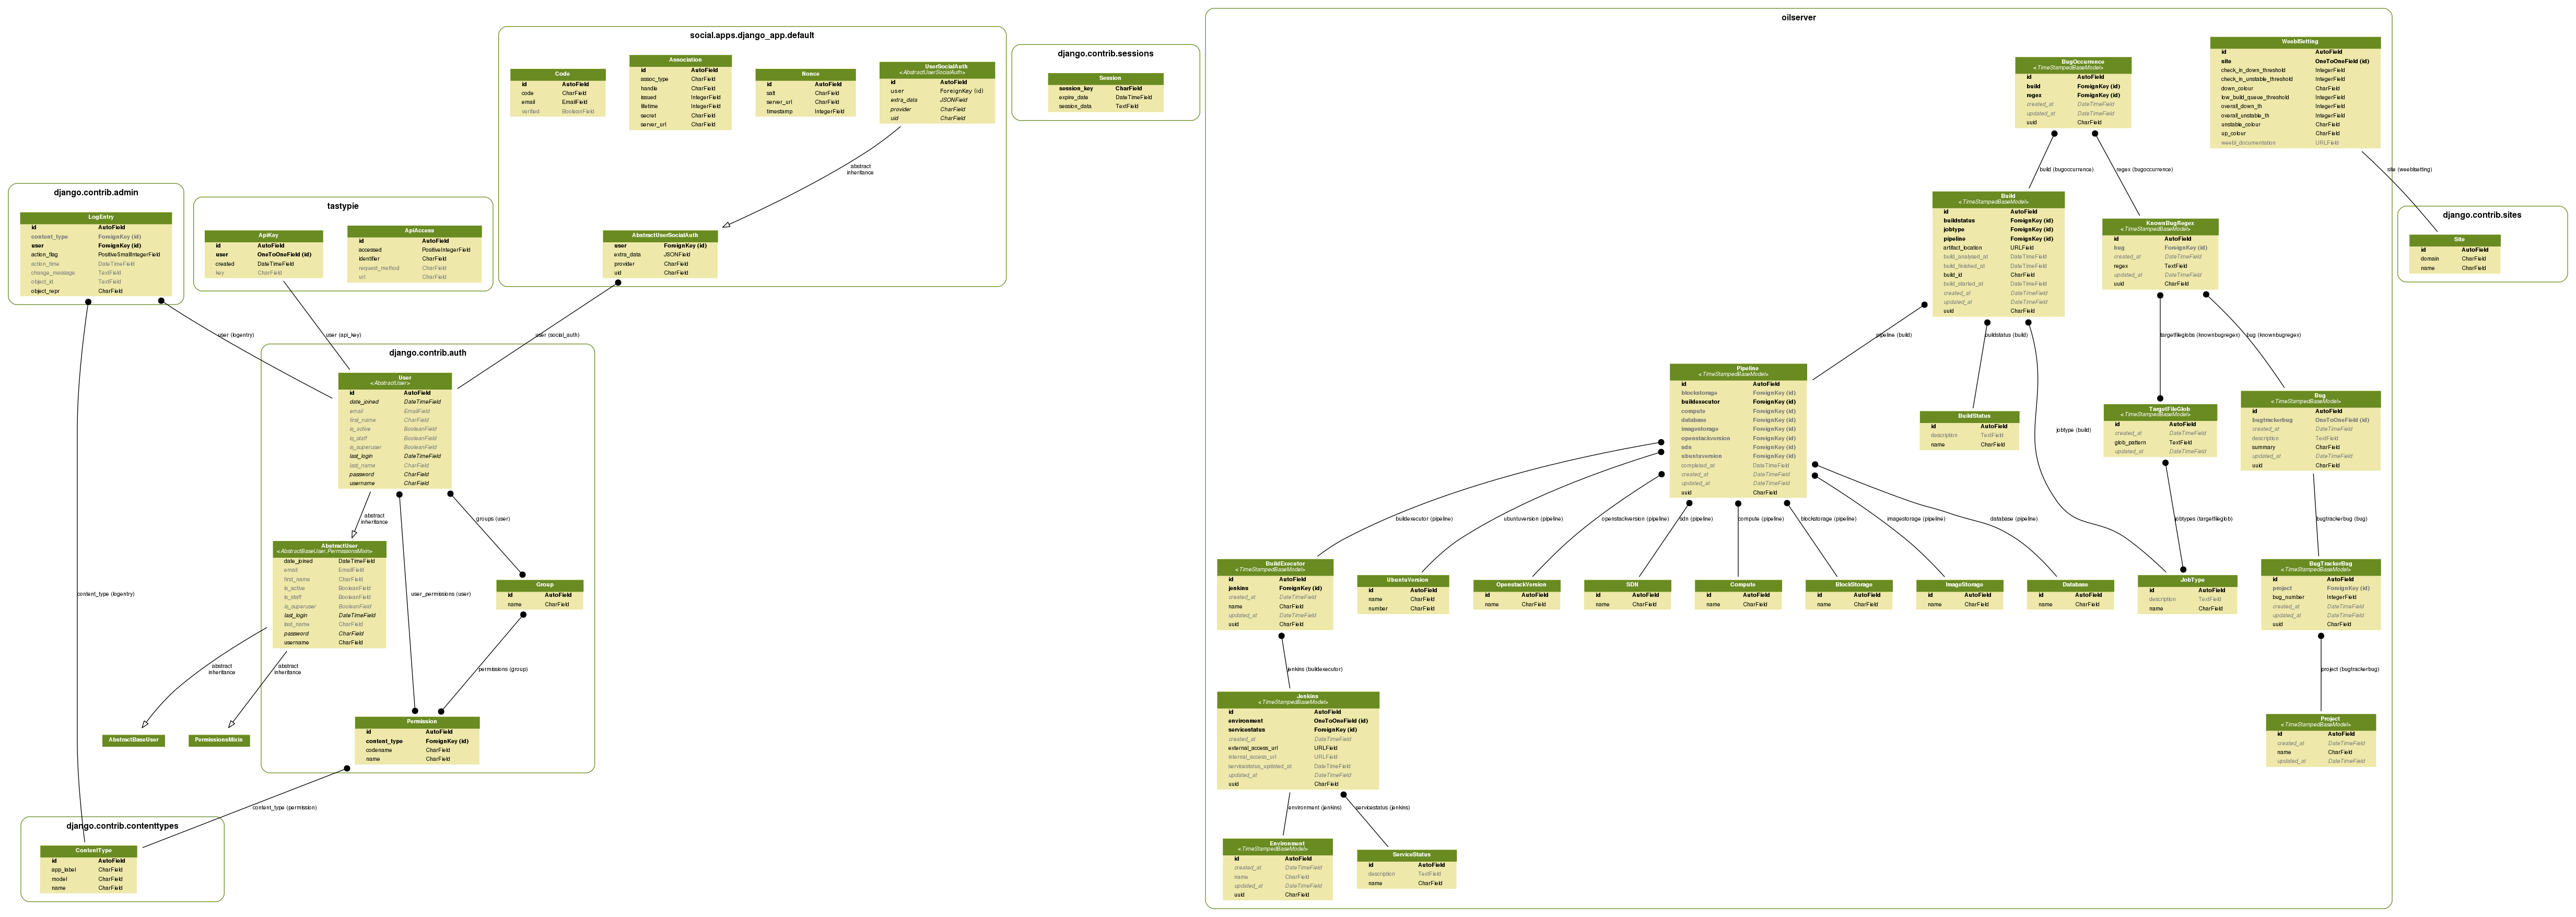 django.contrib.admin
LogEntry
id AutoField
content_type ForeignKey (id)
user ForeignKey (id)
action_flag PositiveSmallIntegerField
action_time DateTimeField
change_message TextField
object_id TextField
object_repr CharField
tastypie
ApiKey
id AutoField
user OneToOneField (id)
created DateTimeField
key CharField
ApiAccess
id AutoField
accessed PositiveIntegerField
identifier CharField
request_method CharField
url CharField
social.apps.django_app.default
Code
id AutoField
code CharField
email EmailField
verified BooleanField
Association
id AutoField
assoc_type CharField
handle CharField
issued IntegerField
lifetime IntegerField
secret CharField
server_url CharField
Nonce
id AutoField
salt CharField
server_url CharField
timestamp IntegerField
UserSocialAuth
<AbstractUserSocialAuth>
id AutoField
user ForeignKey (id)
extra_data JSONField
provider CharField
uid CharField
abstract
inheritance
AbstractUserSocialAuth
user ForeignKey (id)
extra_data JSONField
provider CharField
uid CharField
user (logentry)
user (api_key)
user (social_auth)
content_type (logentry)
django.contrib.auth
User
<AbstractUser>
id AutoField
date_joined DateTimeField
email EmailField
first_name CharField
is_active BooleanField
is_staff BooleanField
is_superuser BooleanField
last_login DateTimeField
last_name CharField
password CharField
username CharField
abstract
inheritance
groups (user)
user_permissions (user)
AbstractUser
<AbstractBaseUser,PermissionsMixin>
date_joined DateTimeField
email EmailField
first_name CharField
is_active BooleanField
is_staff BooleanField
is_superuser BooleanField
last_login DateTimeField
last_name CharField
password CharField
username CharField
Group
id AutoField
name CharField
permissions (group)
abstract
inheritance
abstract
inheritance
AbstractBaseUser
PermissionsMixin
Permission
id AutoField
content_type ForeignKey (id)
codename CharField
name CharField
content_type (permission)
django.contrib.contenttypes
ContentType
id AutoField
app_label CharField
model CharField
name CharField
django.contrib.sessions
Session
session_key CharField
expire_date DateTimeField
session_data TextField
oilserver
BugOccurrence
<TimeStampedBaseModel>
id AutoField
build ForeignKey (id)
regex ForeignKey (id)
created_at DateTimeField
updated_at DateTimeField
uuid CharField
WeeblSetting
id AutoField
site OneToOneField (id)
check_in_down_threshold IntegerField
check_in_unstable_threshold IntegerField
down_colour CharField
low_build_queue_threshold IntegerField
overall_down_th IntegerField
overall_unstable_th IntegerField
unstable_colour CharField
up_colour CharField
weebl_documentation URLField
build (bugoccurrence)
regex (bugoccurrence)
site (weeblsetting)
Build
<TimeStampedBaseModel>
id AutoField
buildstatus ForeignKey (id)
jobtype ForeignKey (id)
pipeline ForeignKey (id)
artifact_location URLField
build_analysed_at DateTimeField
build_finished_at DateTimeField
build_id CharField
build_started_at DateTimeField
created_at DateTimeField
updated_at DateTimeField
uuid CharField
KnownBugRegex
<TimeStampedBaseModel>
id AutoField
bug ForeignKey (id)
created_at DateTimeField
regex TextField
updated_at DateTimeField
uuid CharField
django.contrib.sites
Site
id AutoField
domain CharField
name CharField
pipeline (build)
buildstatus (build)
jobtype (build)
targetfileglobs (knownbugregex)
bug (knownbugregex)
Pipeline
<TimeStampedBaseModel>
id AutoField
blockstorage ForeignKey (id)
buildexecutor ForeignKey (id)
compute ForeignKey (id)
database ForeignKey (id)
imagestorage ForeignKey (id)
openstackversion ForeignKey (id)
sdn ForeignKey (id)
ubuntuversion ForeignKey (id)
completed_at DateTimeField
created_at DateTimeField
updated_at DateTimeField
uuid CharField
BuildStatus
id AutoField
description TextField
name CharField
TargetFileGlob
<TimeStampedBaseModel>
id AutoField
created_at DateTimeField
glob_pattern TextField
updated_at DateTimeField
Bug
<TimeStampedBaseModel>
id AutoField
bugtrackerbug OneToOneField (id)
created_at DateTimeField
description TextField
summary CharField
updated_at DateTimeField
uuid CharField
buildexecutor (pipeline)
ubuntuversion (pipeline)
openstackversion (pipeline)
sdn (pipeline)
compute (pipeline)
blockstorage (pipeline)
imagestorage (pipeline)
database (pipeline)
jobtypes (targetfileglob)
bugtrackerbug (bug)
BuildExecutor
<TimeStampedBaseModel>
id AutoField
jenkins ForeignKey (id)
created_at DateTimeField
name CharField
updated_at DateTimeField
uuid CharField
UbuntuVersion
id AutoField
name CharField
number CharField
OpenstackVersion
id AutoField
name CharField
SDN
id AutoField
name CharField
Compute
id AutoField
name CharField
BlockStorage
id AutoField
name CharField
ImageStorage
id AutoField
name CharField
Database
id AutoField
name CharField
JobType
id AutoField
description TextField
name CharField
BugTrackerBug
<TimeStampedBaseModel>
id AutoField
project ForeignKey (id)
bug_number IntegerField
created_at DateTimeField
updated_at DateTimeField
uuid CharField
jenkins (buildexecutor)
project (bugtrackerbug)
Jenkins
<TimeStampedBaseModel>
id AutoField
environment OneToOneField (id)
servicestatus ForeignKey (id)
created_at DateTimeField
external_access_url URLField
internal_access_url URLField
servicestatus_updated_at DateTimeField
updated_at DateTimeField
uuid CharField
Project
<TimeStampedBaseModel>
id AutoField
created_at DateTimeField
name CharField
updated_at DateTimeField
environment (jenkins)
servicestatus (jenkins)
Environment
<TimeStampedBaseModel>
id AutoField
created_at DateTimeField
name CharField
updated_at DateTimeField
uuid CharField
ServiceStatus
id AutoField
description TextField
name CharField